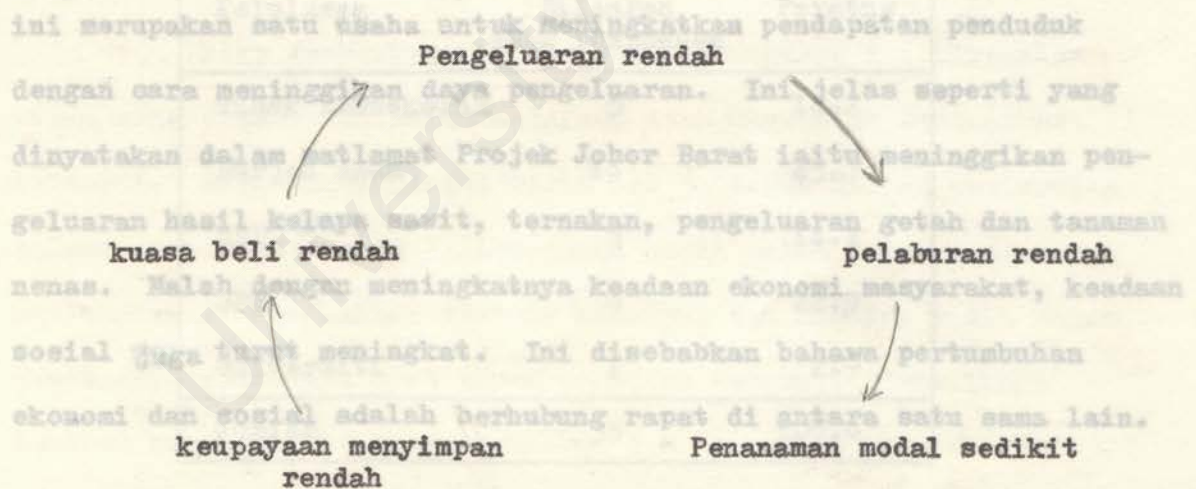 ini merupakan satu usaha untuk meningkatkan pendapatan penduduk
Pengeluaran rendah
dengan cara meninggikan daya pengeluaran. Ini jelas seperti yang
dinyatakan dalam matlamat Projek Johor Barat iaitu meninggikan pen-
geluaran hasil kelapa sawit, ternakan, pengeluaran getah dan tanaman
kuasa beli rendah
pelaburan rendah
nenas. Malah dengan meningkatnya keadaan ekonomi masyarakat, keadaan
sosial juga turut meningkat. Ini disebabkan bahawa pertumbuhan
ekonomi dan sosial adalah berhubung rapat di antara satu sama lain.
keupayaan menyimpan
rendah
Penanaman modal sedikit
University